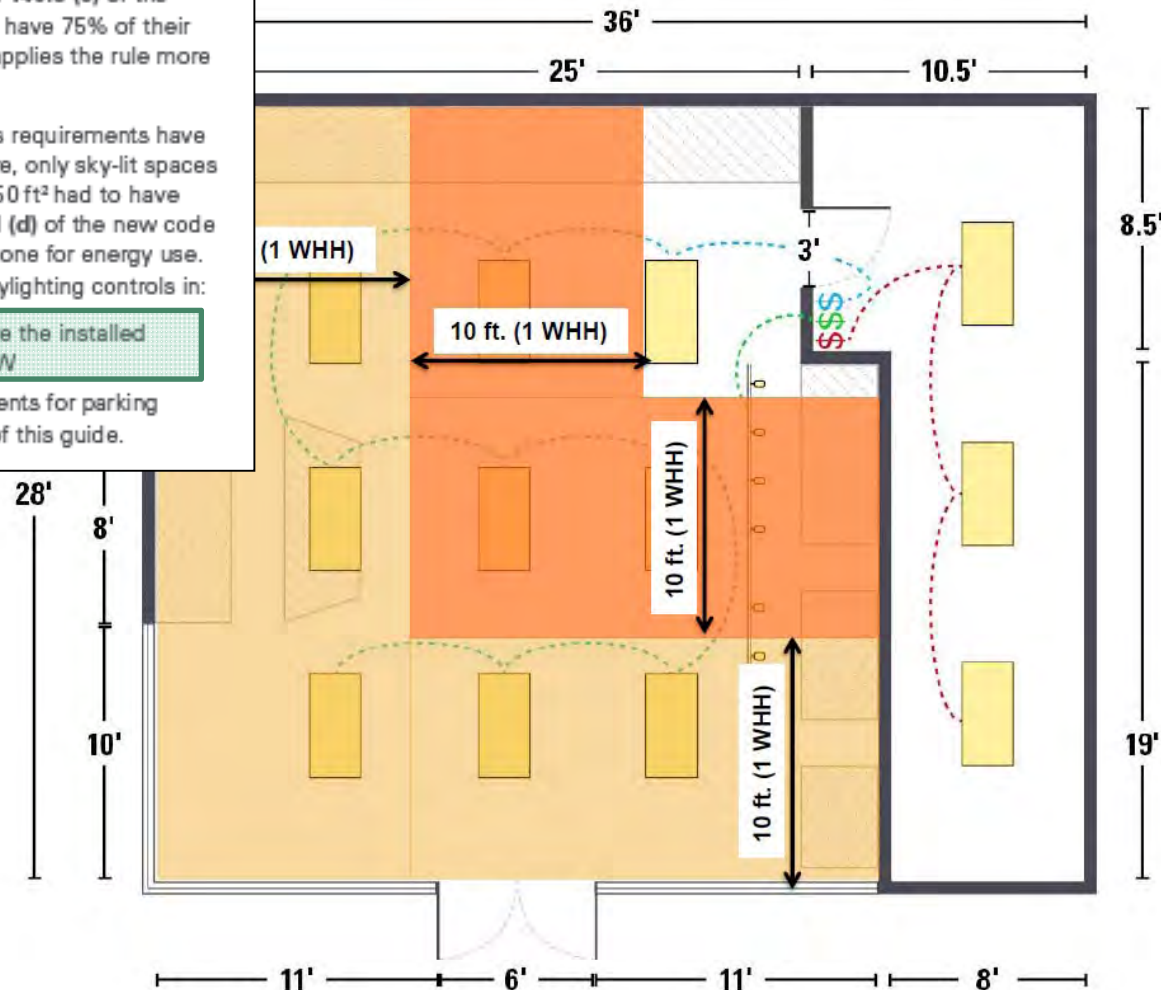 have 75% of their
applies the rule more
s requirements have
e, only sky-lit spaces
50 ft² had to have
(d) of the new code
one for energy use.
ylighting controls in:
e the installed
W
ents for parking
of this guide.
36'
25'
10.5'
8.5'
3'
(1 WHH)
10 ft. (1 WHH)
$
$
$
10 ft. (1 WHH)
28'
8'
10'
10 ft. (1 WHH)
19'
11'
6'
11'
8'